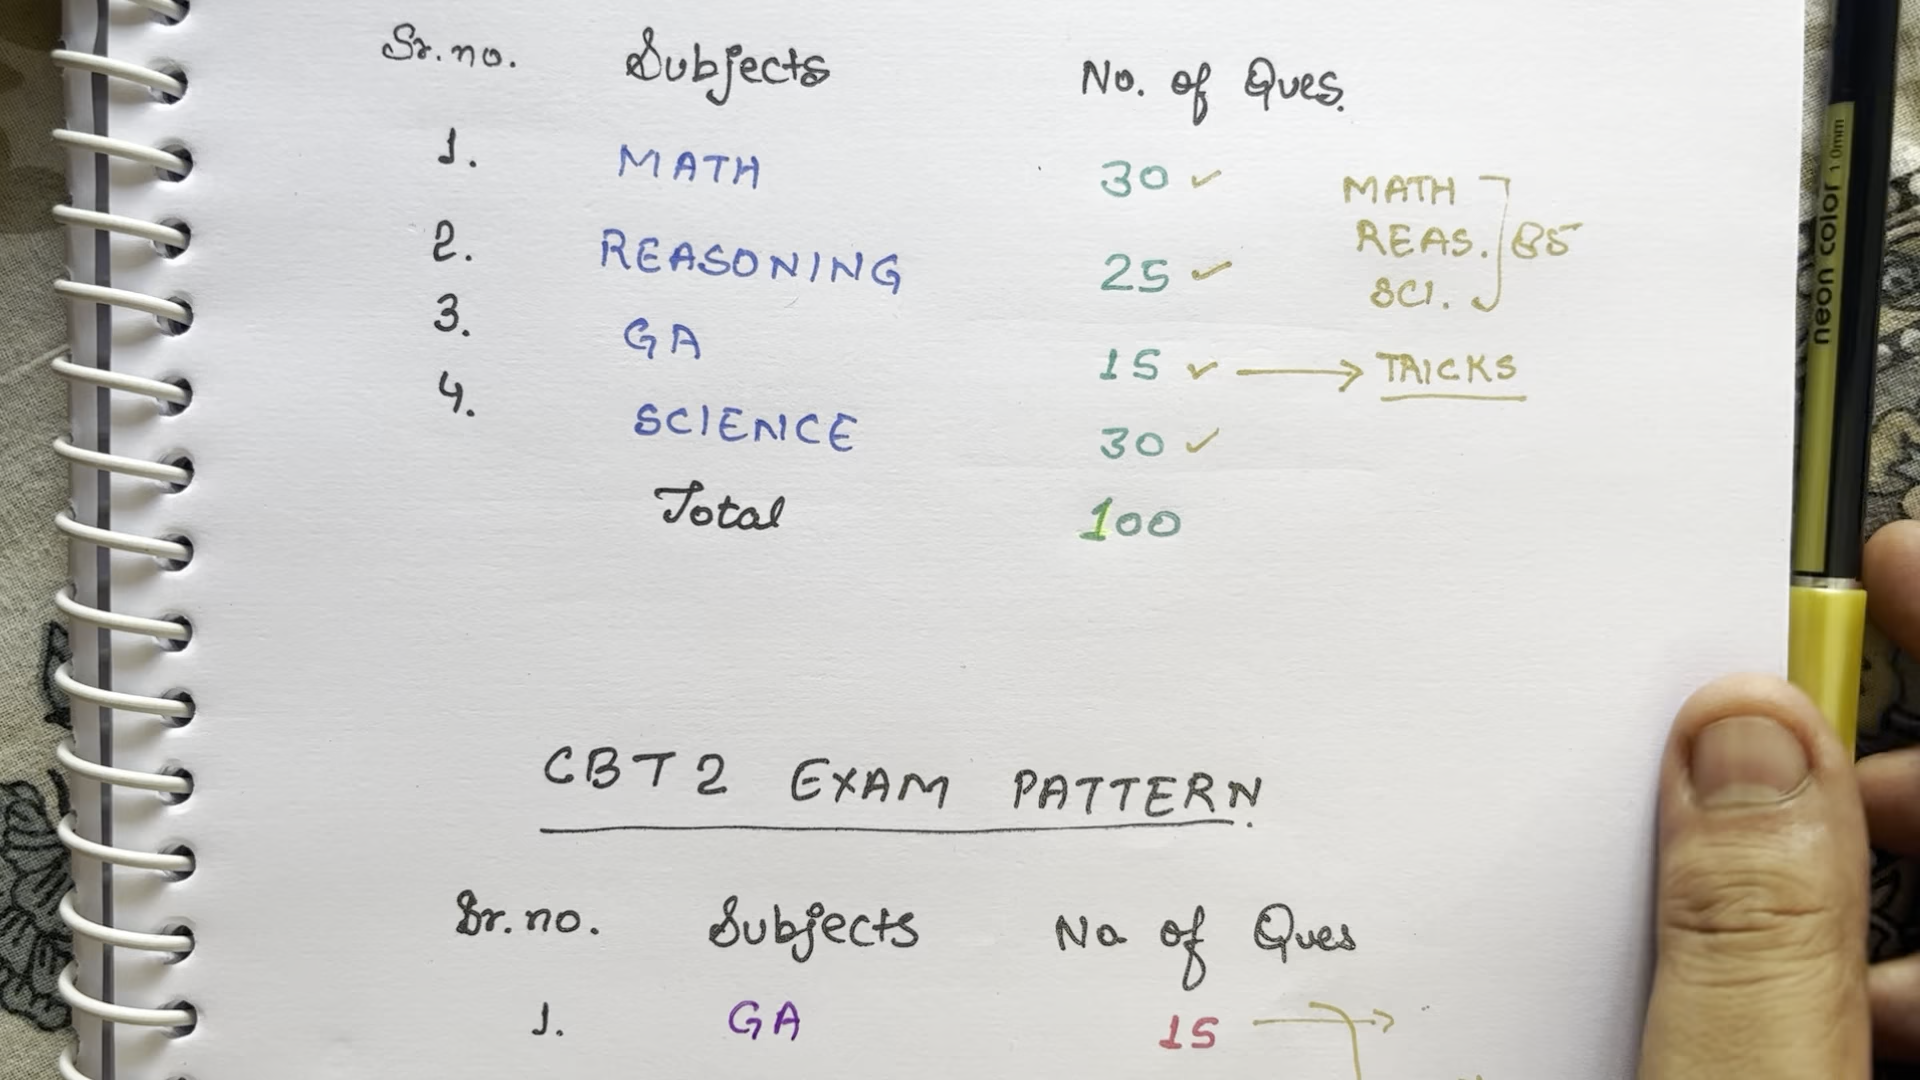 Sr.no. Subjects No. of Ques.
1. MATH 30 ✓ MATH
2. REASONING 25 ✓ REAS. 85
SCI.
3. GA 15 ✓ → TRICKS
4. SCIENCE 30 ✓
Total 100
CBT 2 EXAM PATTERN.
Sr.no. Subjects No of Ques
1. GA 15 →
neon color 1.0mm